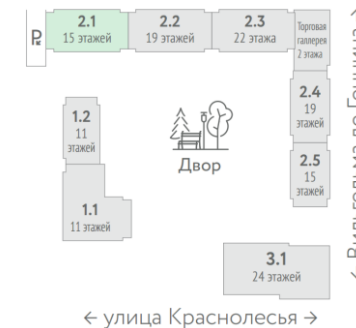 2.1
15 этажей
2.2
19 этажей
2.3
22 этажа
Торговая
галлерея
2 этажа
2.4
19
этажей
1.2
11
этажей
Двор
2.5
15
этажей
1.1
11 этажей
3.1
24 этажей
← улица Краснолесья →